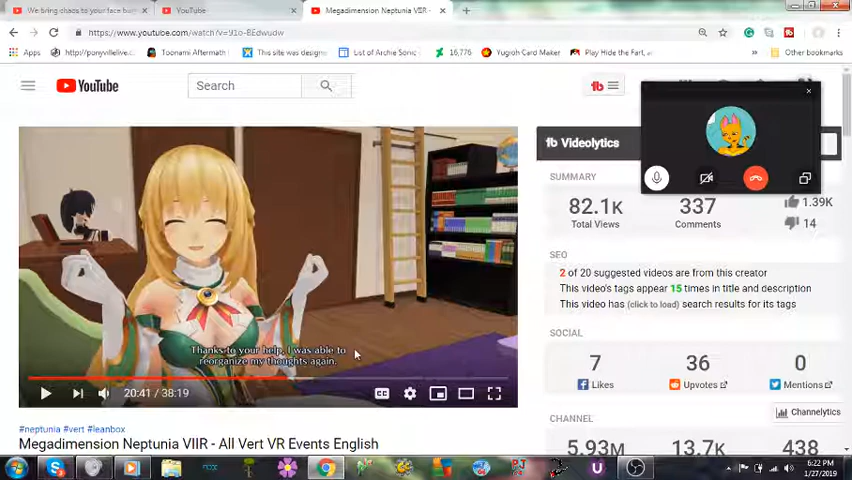 We bring chaos to your face bu
YouTube
Megadimension Neptunia VIIR -
https://www.youtube.com/watch?v=91o-BEdwudw
Apps
http://ponyvillelive.c
Toonami Aftermath
This site was designe
List of Archie Sonic
16,776
Yugioh Card Maker
Play Hide the Fart, a
Other bookmarks
YouTube
Search
Videolytics
SUMMARY
82.1K
Total Views
337
Comments
1.39K
14
SEO
2 of 20 suggested videos are from this creator
This video's tags appear 15 times in title and description
This video has (click to load) search results for its tags
SOCIAL
7
Likes
36
Upvotes
0
Mentions
Channelytics
CHANNEL
5.93M
13.7K
438
Thanks to your help, I was able to
reorganize my thoughts again.
20:41 / 38:19
CC
#neptunia #vert #leanbox
Megadimension Neptunia VIIR - All Vert VR Events English
6:22 PM
1/27/2019